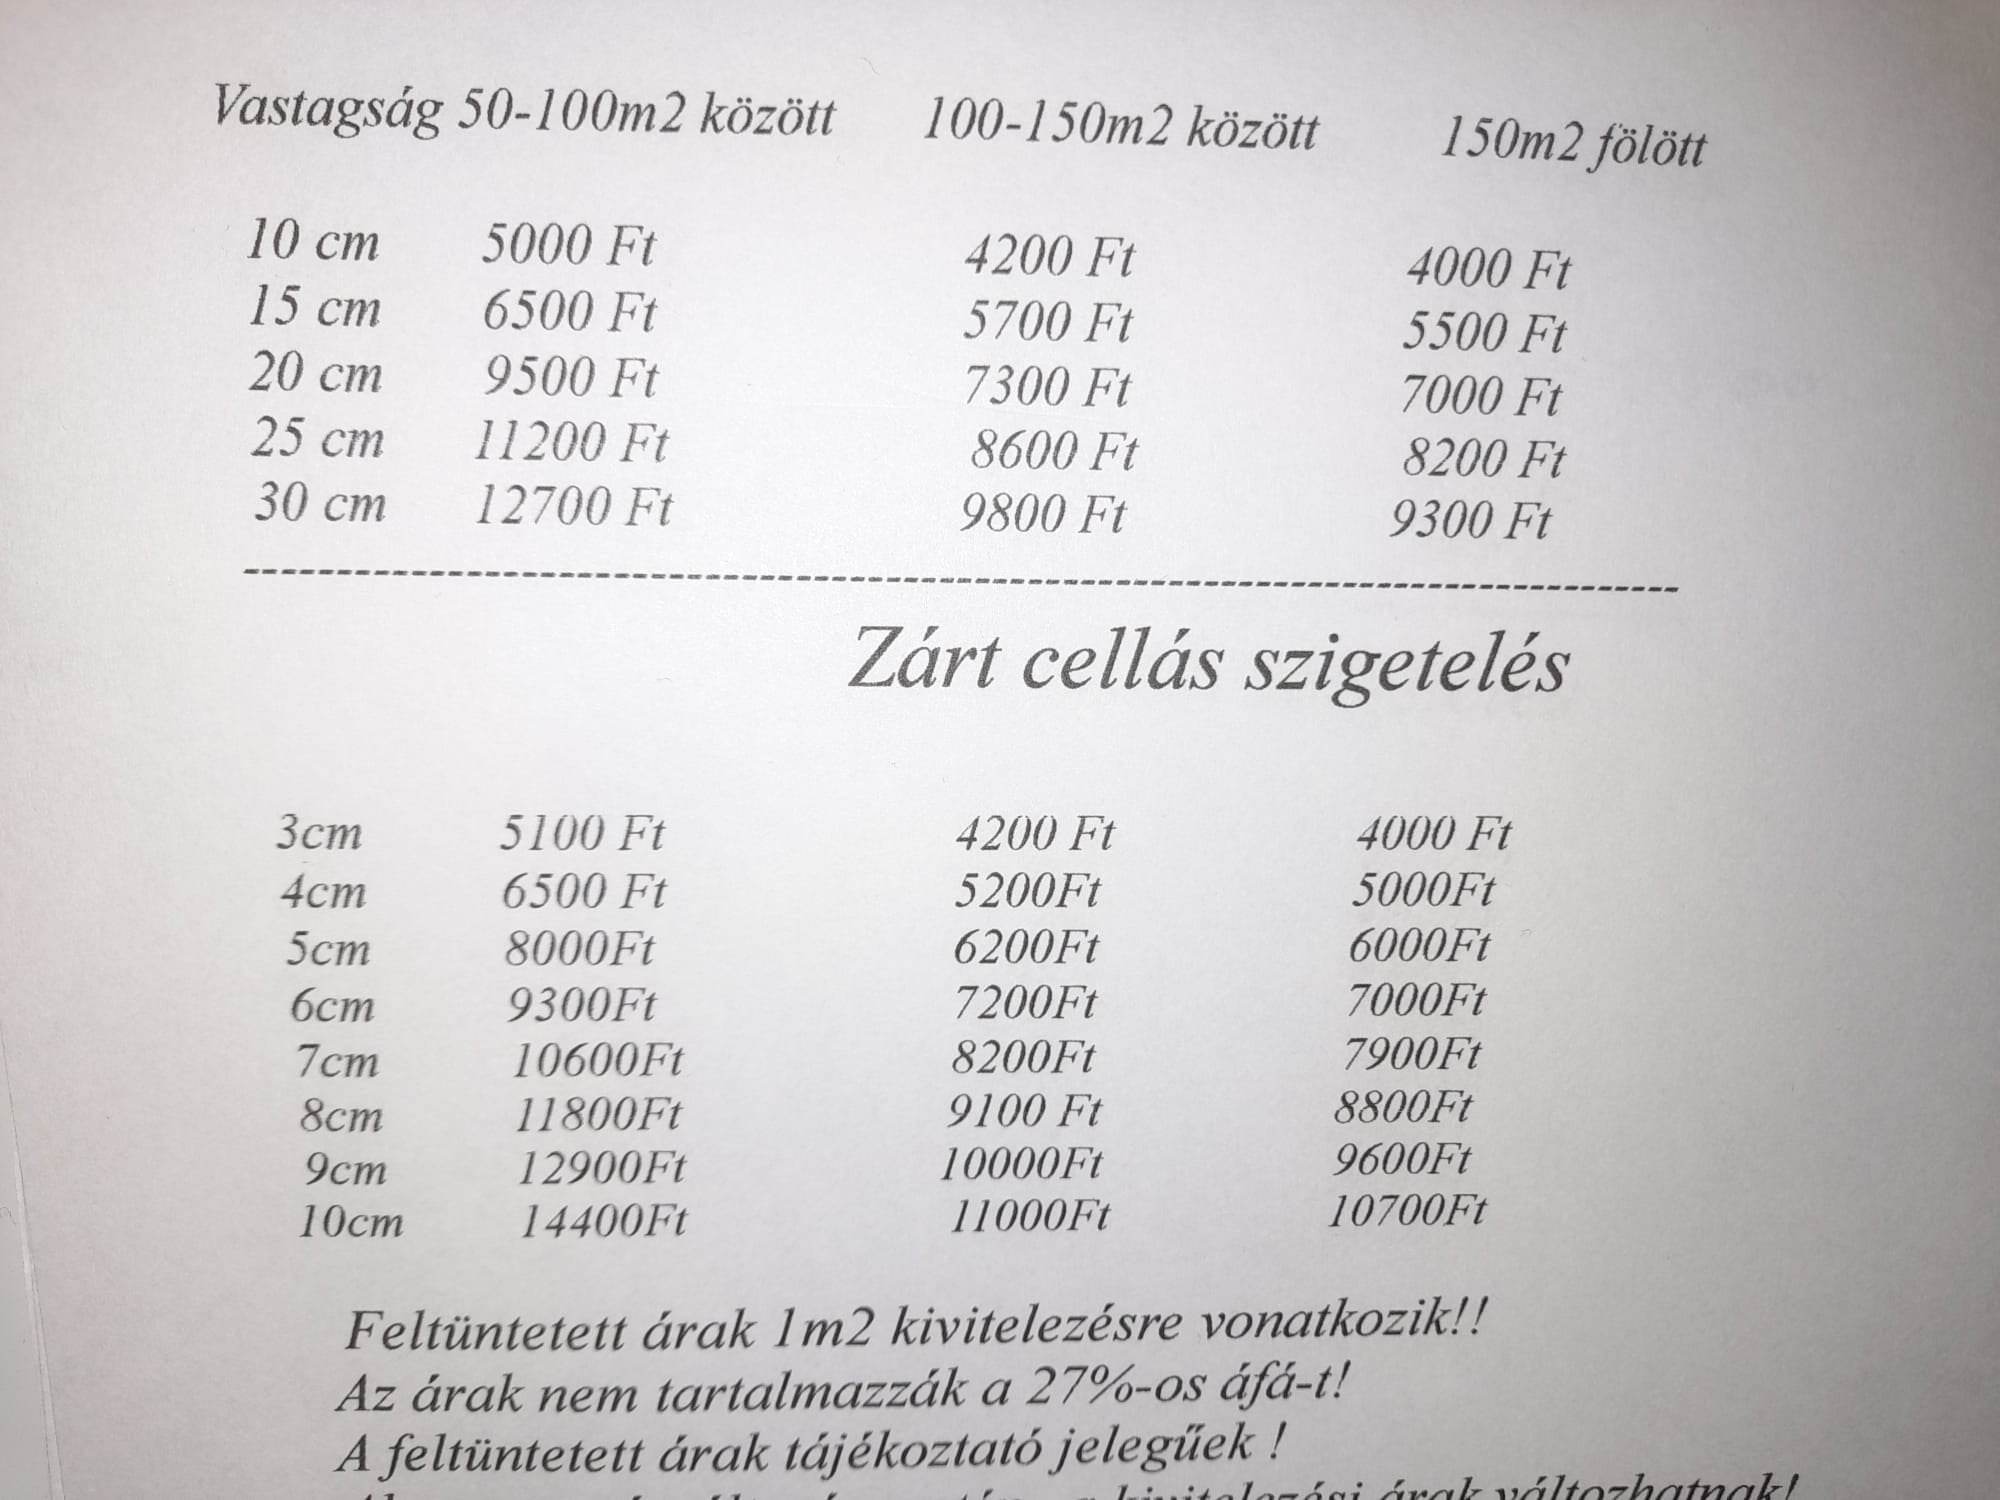 Vastagság 50-100m2 között 100-150m2 között 150m2 fölött
10 cm 5000 Ft 4200 Ft 4000 Ft
15 cm 6500 Ft 5700 Ft 5500 Ft
20 cm 9500 Ft 7300 Ft 7000 Ft
25 cm 11200 Ft 8600 Ft 8200 Ft
30 cm 12700 Ft 9800 Ft 9300 Ft
--------------------------------------------------------------------------------
Zárt cellás szigetelés
3cm 5100 Ft 4200 Ft 4000 Ft
4cm 6500 Ft 5200Ft 5000Ft
5cm 8000Ft 6200Ft 6000Ft
6cm 9300Ft 7200Ft 7000Ft
7cm 10600Ft 8200Ft 7900Ft
8cm 11800Ft 9100 Ft 8800Ft
9cm 12900Ft 10000Ft 9600Ft
10cm 14400Ft 11000Ft 10700Ft
Feltüntetett árak 1m2 kivitelezésre vonatkozik!!
Az árak nem tartalmazzák a 27%-os áfá-t!
A feltüntetett árak tájékoztató jelegűek !
a kivitelezési árak változhatnak!